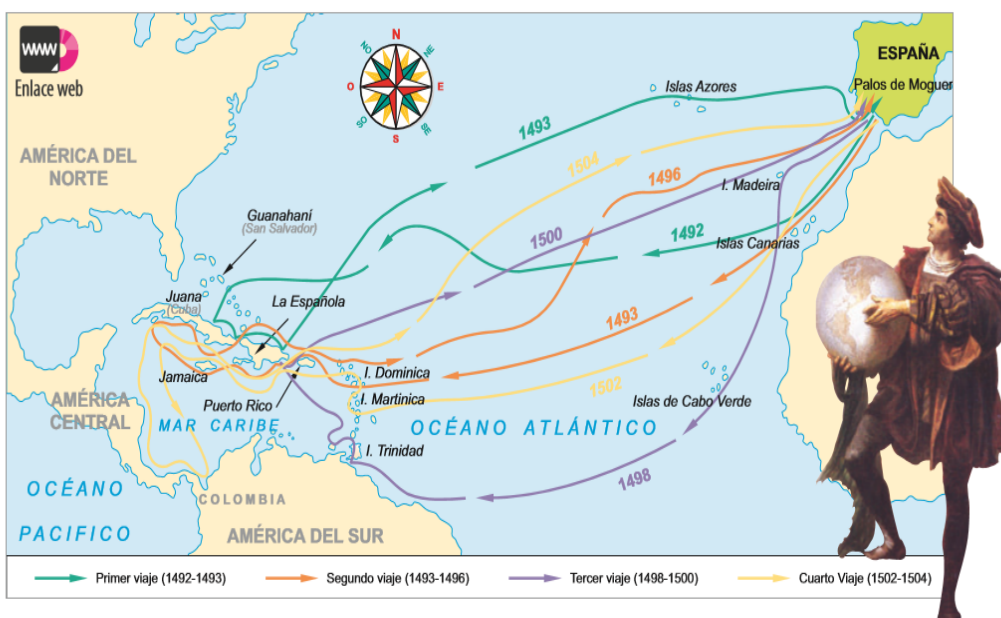 www
Enlace web
N
NO
NE
O
E
SO
SE
S
ESPAÑA
Palos de Moguer
Islas Azores
1493
1504
1496
I. Madeira
AMÉRICA DEL
NORTE
Guanahaní
(San Salvador)
1500
1492
Islas Canarias
Juana
(Cuba)
La Española
1493
Jamaica
I. Dominica
1502
AMÉRICA
CENTRAL
Puerto Rico
I. Martinica
Islas de Cabo Verde
MAR CARIBE
OCÉANO ATLÁNTICO
I. Trinidad
1498
OCÉANO
PACIFICO
COLOMBIA
AMÉRICA DEL SUR
Primer viaje (1492-1493)
Segundo viaje (1493-1496)
Tercer viaje (1498-1500)
Cuarto Viaje (1502-1504)